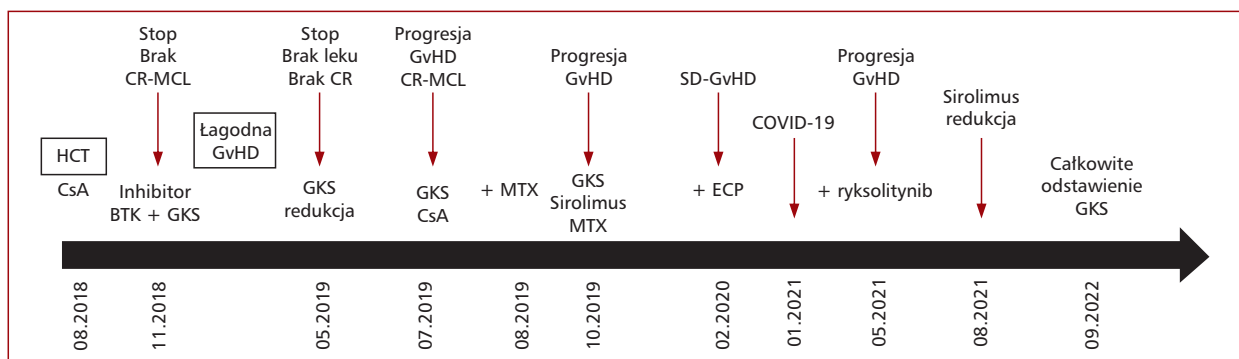 Stop
Brak
CR-MCL
Stop
Brak leku
Brak CR
Progresja
GvHD
CR-MCL
Progresja
GvHD
SD-GvHD
COVID-19
Progresja
GvHD
Sirolimus
redukcja
HCT
CsA
Inhibitor
BTK + GKS
Łagodna
GvHD
GKS
redukcja
GKS
CsA
+ MTX
GKS
Sirolimus
MTX
+ ECP
+ ryksolitynib
Całkowite
odstawienie
GKS
08.2018
11.2018
05.2019
07.2019
08.2019
10.2019
02.2020
01.2021
05.2021
08.2021
09.2022